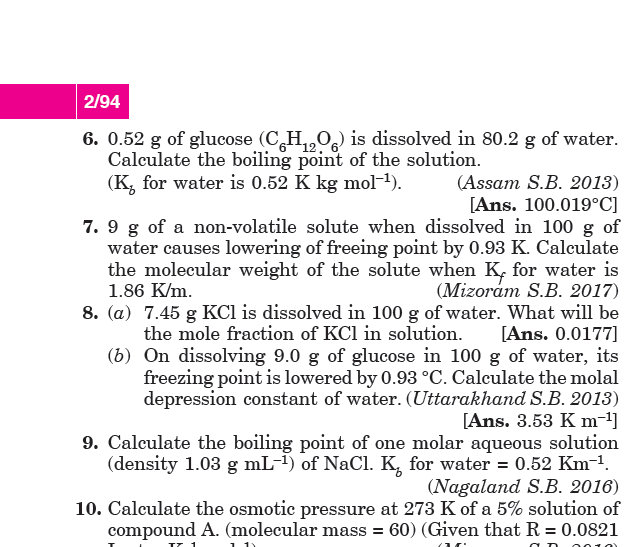 2/94
6. 0.52 g of glucose (C₆H₁₂O₆) is dissolved in 80.2 g of water.
Calculate the boiling point of the solution.
(K_b for water is 0.52 K kg mol⁻¹). (Assam S.B. 2013)
[Ans. 100.019°C]
7. 9 g of a non-volatile solute when dissolved in 100 g of
water causes lowering of freeing point by 0.93 K. Calculate
the molecular weight of the solute when K_f for water is
1.86 K/m. (Mizoram S.B. 2017)
8. (a) 7.45 g KCl is dissolved in 100 g of water. What will be
the mole fraction of KCl in solution. [Ans. 0.0177]
(b) On dissolving 9.0 g of glucose in 100 g of water, its
freezing point is lowered by 0.93 °C. Calculate the molal
depression constant of water. (Uttarakhand S.B. 2013)
[Ans. 3.53 K m⁻¹]
9. Calculate the boiling point of one molar aqueous solution
(density 1.03 g mL⁻¹) of NaCl. K_b for water = 0.52 Km⁻¹.
(Nagaland S.B. 2016)
10. Calculate the osmotic pressure at 273 K of a 5% solution of
compound A. (molecular mass = 60) (Given that R = 0.0821